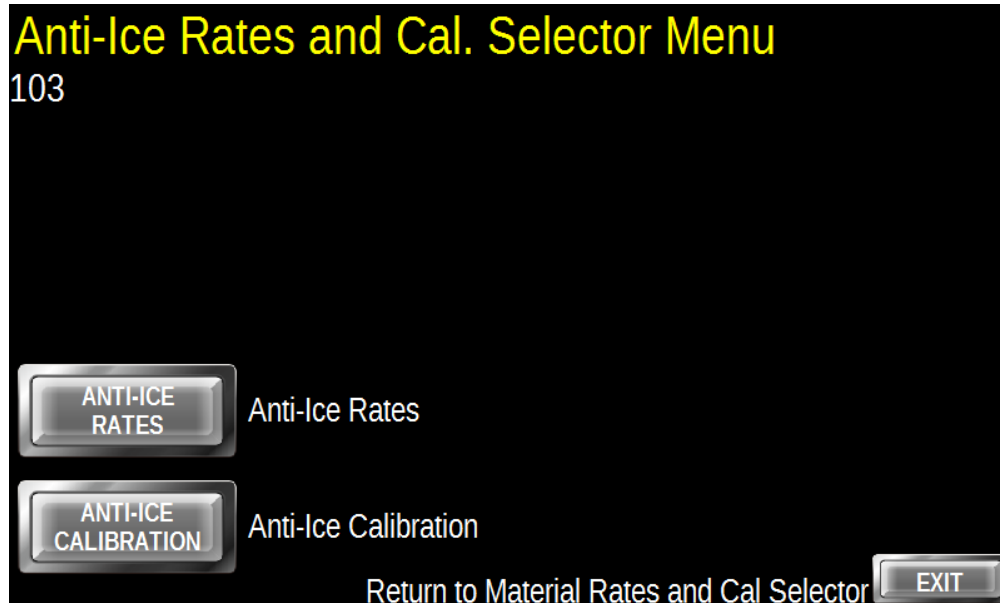 Anti-Ice Rates and Cal. Selector Menu
103
ANTI-ICE
RATES
Anti-Ice Rates
ANTI-ICE
CALIBRATION
Anti-Ice Calibration
Return to Material Rates and Cal Selector
EXIT